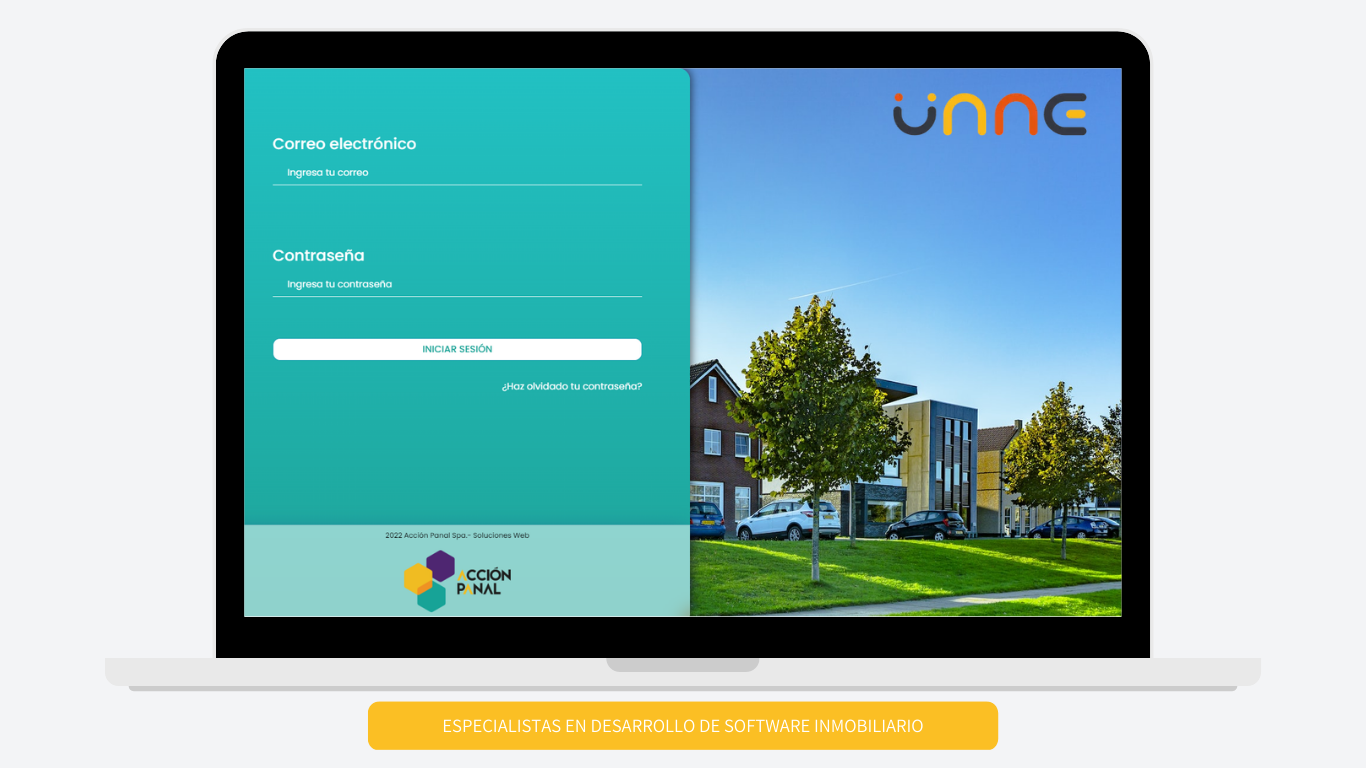 ÜNNE
Correo electrónico
Ingresa tu correo
Contraseña
Ingresa tu contraseña
INICIAR SESIÓN
¿Haz olvidado tu contraseña?
2022 Acción Panal Spa.- Soluciones Web
ACCIÓN
PANAL
ESPECIALISTAS EN DESARROLLO DE SOFTWARE INMOBILIARIO